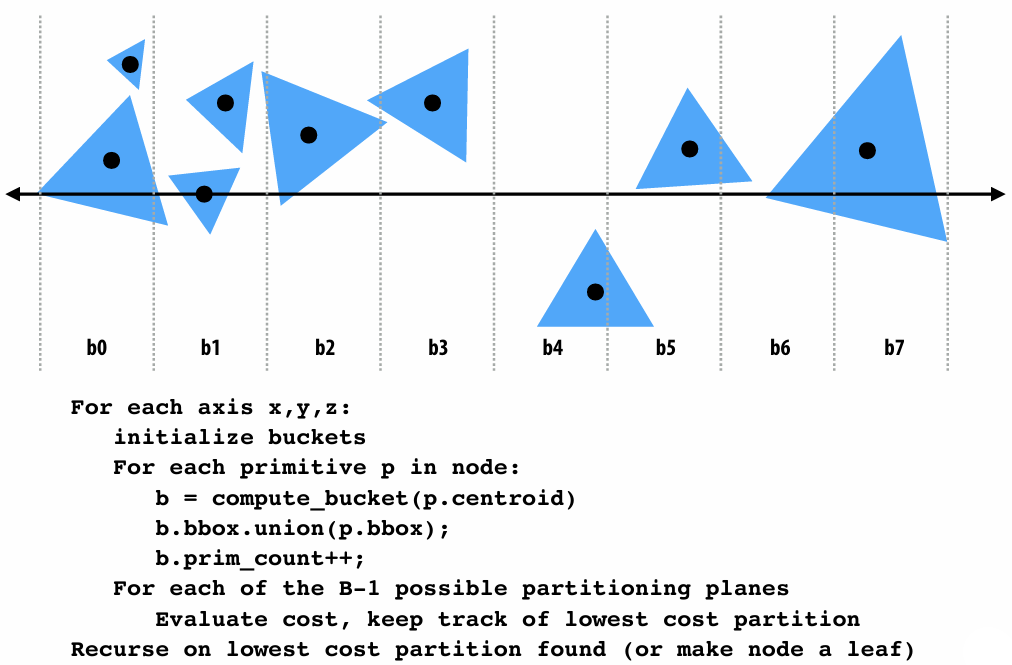 b0 b1 b2 b3 b4 b5 b6 b7
For each axis x,y,z:
initialize buckets
For each primitive p in node:
b = compute_bucket(p.centroid)
b.bbox.union(p.bbox);
b.prim_count++;
For each of the B-1 possible partitioning planes
Evaluate cost, keep track of lowest cost partition
Recurse on lowest cost partition found (or make node a leaf)